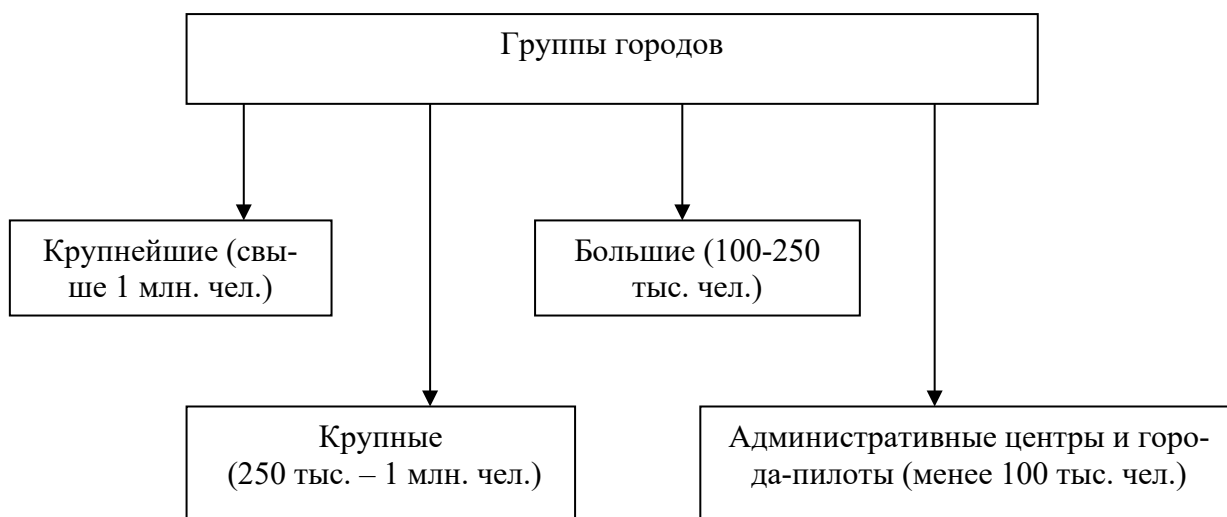 Группы городов
Крупнейшие (свы-
ше 1 млн. чел.)
Большие (100-250
тыс. чел.)
Крупные
(250 тыс. – 1 млн. чел.)
Административные центры и горо-
да-пилоты (менее 100 тыс. чел.)